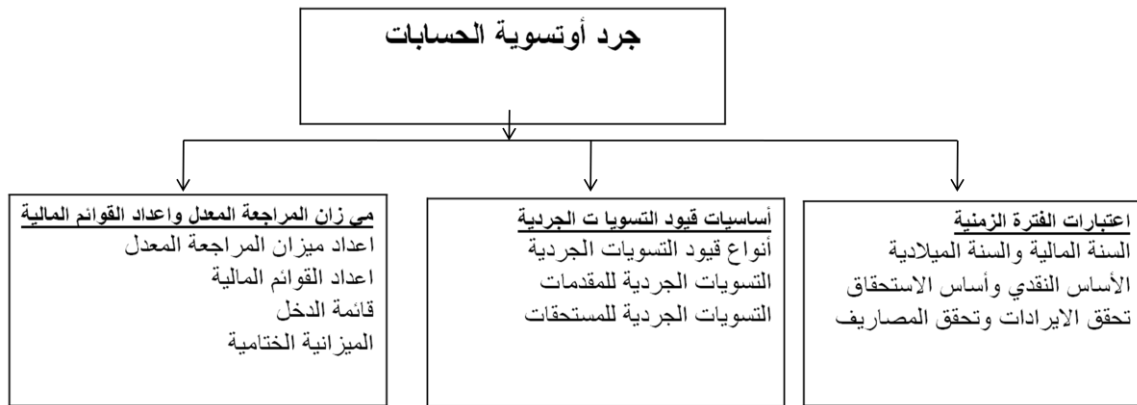 جرد أوتسوية الحسابات
اعتبارات الفترة الزمنية
السنة المالية والسنة الميلادية
الأساس النقدي وأساس الاستحقاق
تحقق الايرادات وتحقق المصاريف
أساسيات قيود التسويا ت الجردية
أنواع قيود التسويات الجردية
التسويات الجردية للمقدمات
التسويات الجردية للمستحقات
مي زان المراجعة المعدل واعداد القوائم المالية
اعداد ميزان المراجعة المعدل
اعداد القوائم المالية
قائمة الدخل
الميزانية الختامية